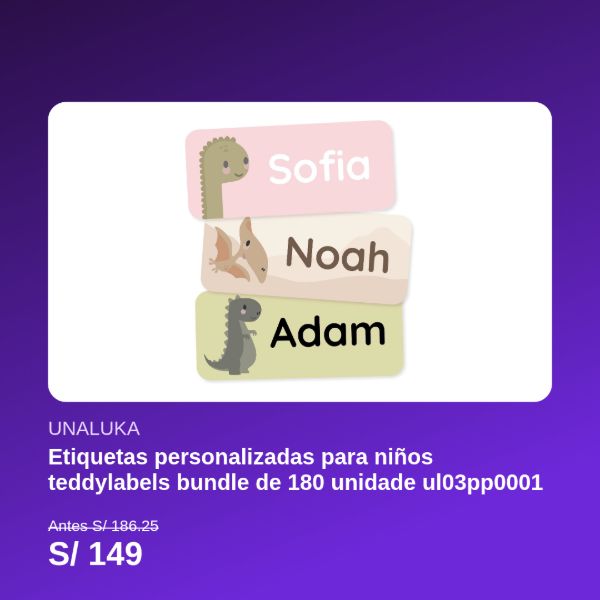 Sofia
Noah
Adam
UNALUKA
Etiquetas personalizadas para niños
teddylabels bundle de 180 unidade ul03pp0001
Antes S/ 186.25
S/ 149